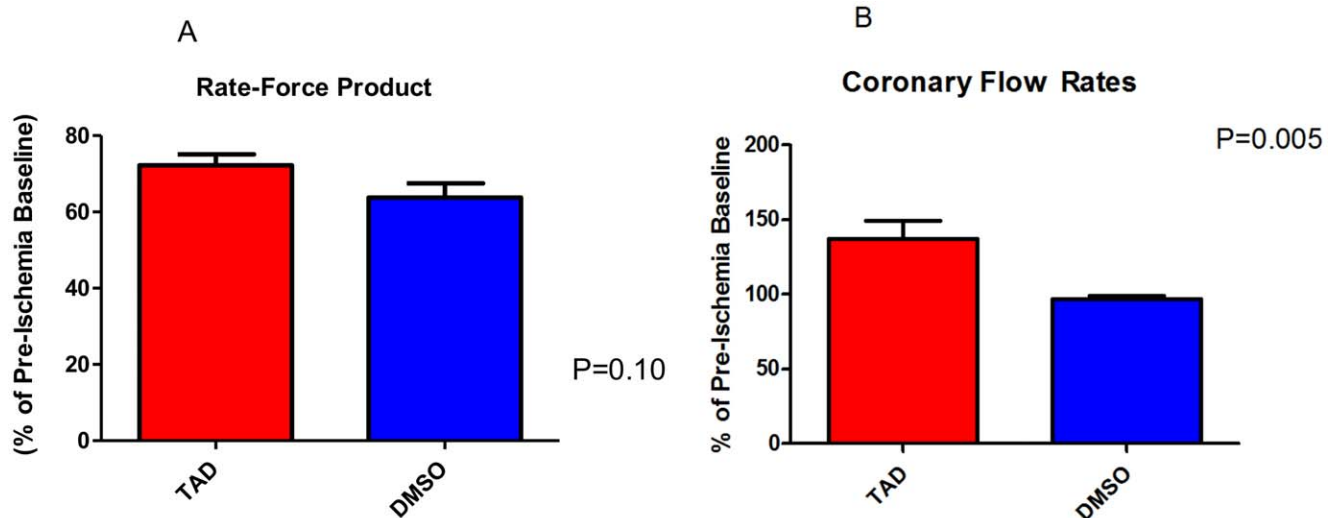 A
Rate-Force Product
(% of Pre-Ischemia Baseline)
80
60
40
20
0
TAD
DMSO
P=0.10
B
Coronary Flow Rates
P=0.005
% of Pre-Ischemia Baseline
200
150
100
50
0
TAD
DMSO